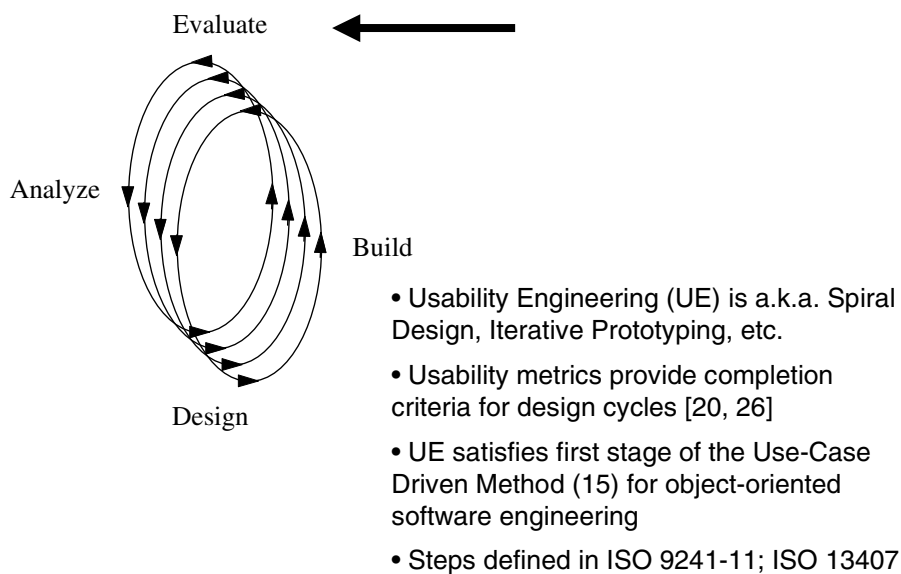 Evaluate
Analyze
Build
• Usability Engineering (UE) is a.k.a. Spiral
Design, Iterative Prototyping, etc.
• Usability metrics provide completion
criteria for design cycles [20, 26]
Design
• UE satisfies first stage of the Use-Case
Driven Method (15) for object-oriented
software engineering
• Steps defined in ISO 9241-11; ISO 13407